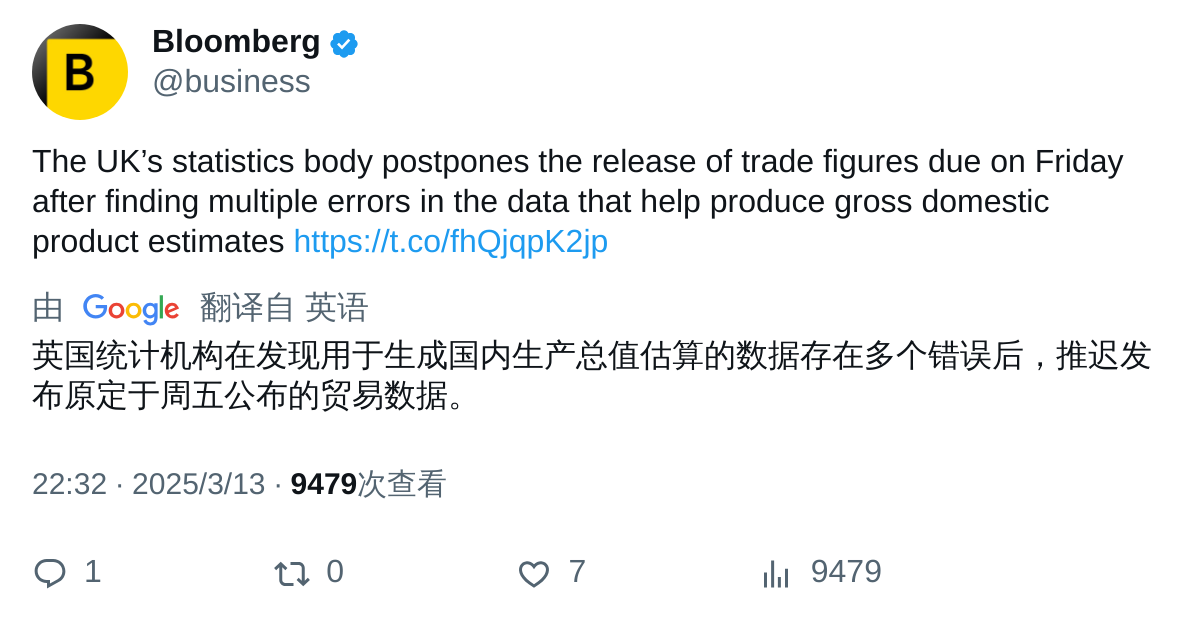 B
Bloomberg
@business
The UK’s statistics body postpones the release of trade figures due on Friday
after finding multiple errors in the data that help produce gross domestic
product estimates https://t.co/fhQjqpK2jp
由 Google 翻译自 英语
英国统计机构在发现用于生成国内生产总值估算的数据存在多个错误后，推迟发
布原定于周五公布的贸易数据。
22:32 · 2025/3/13 · 9479次查看
1 0 7 9479